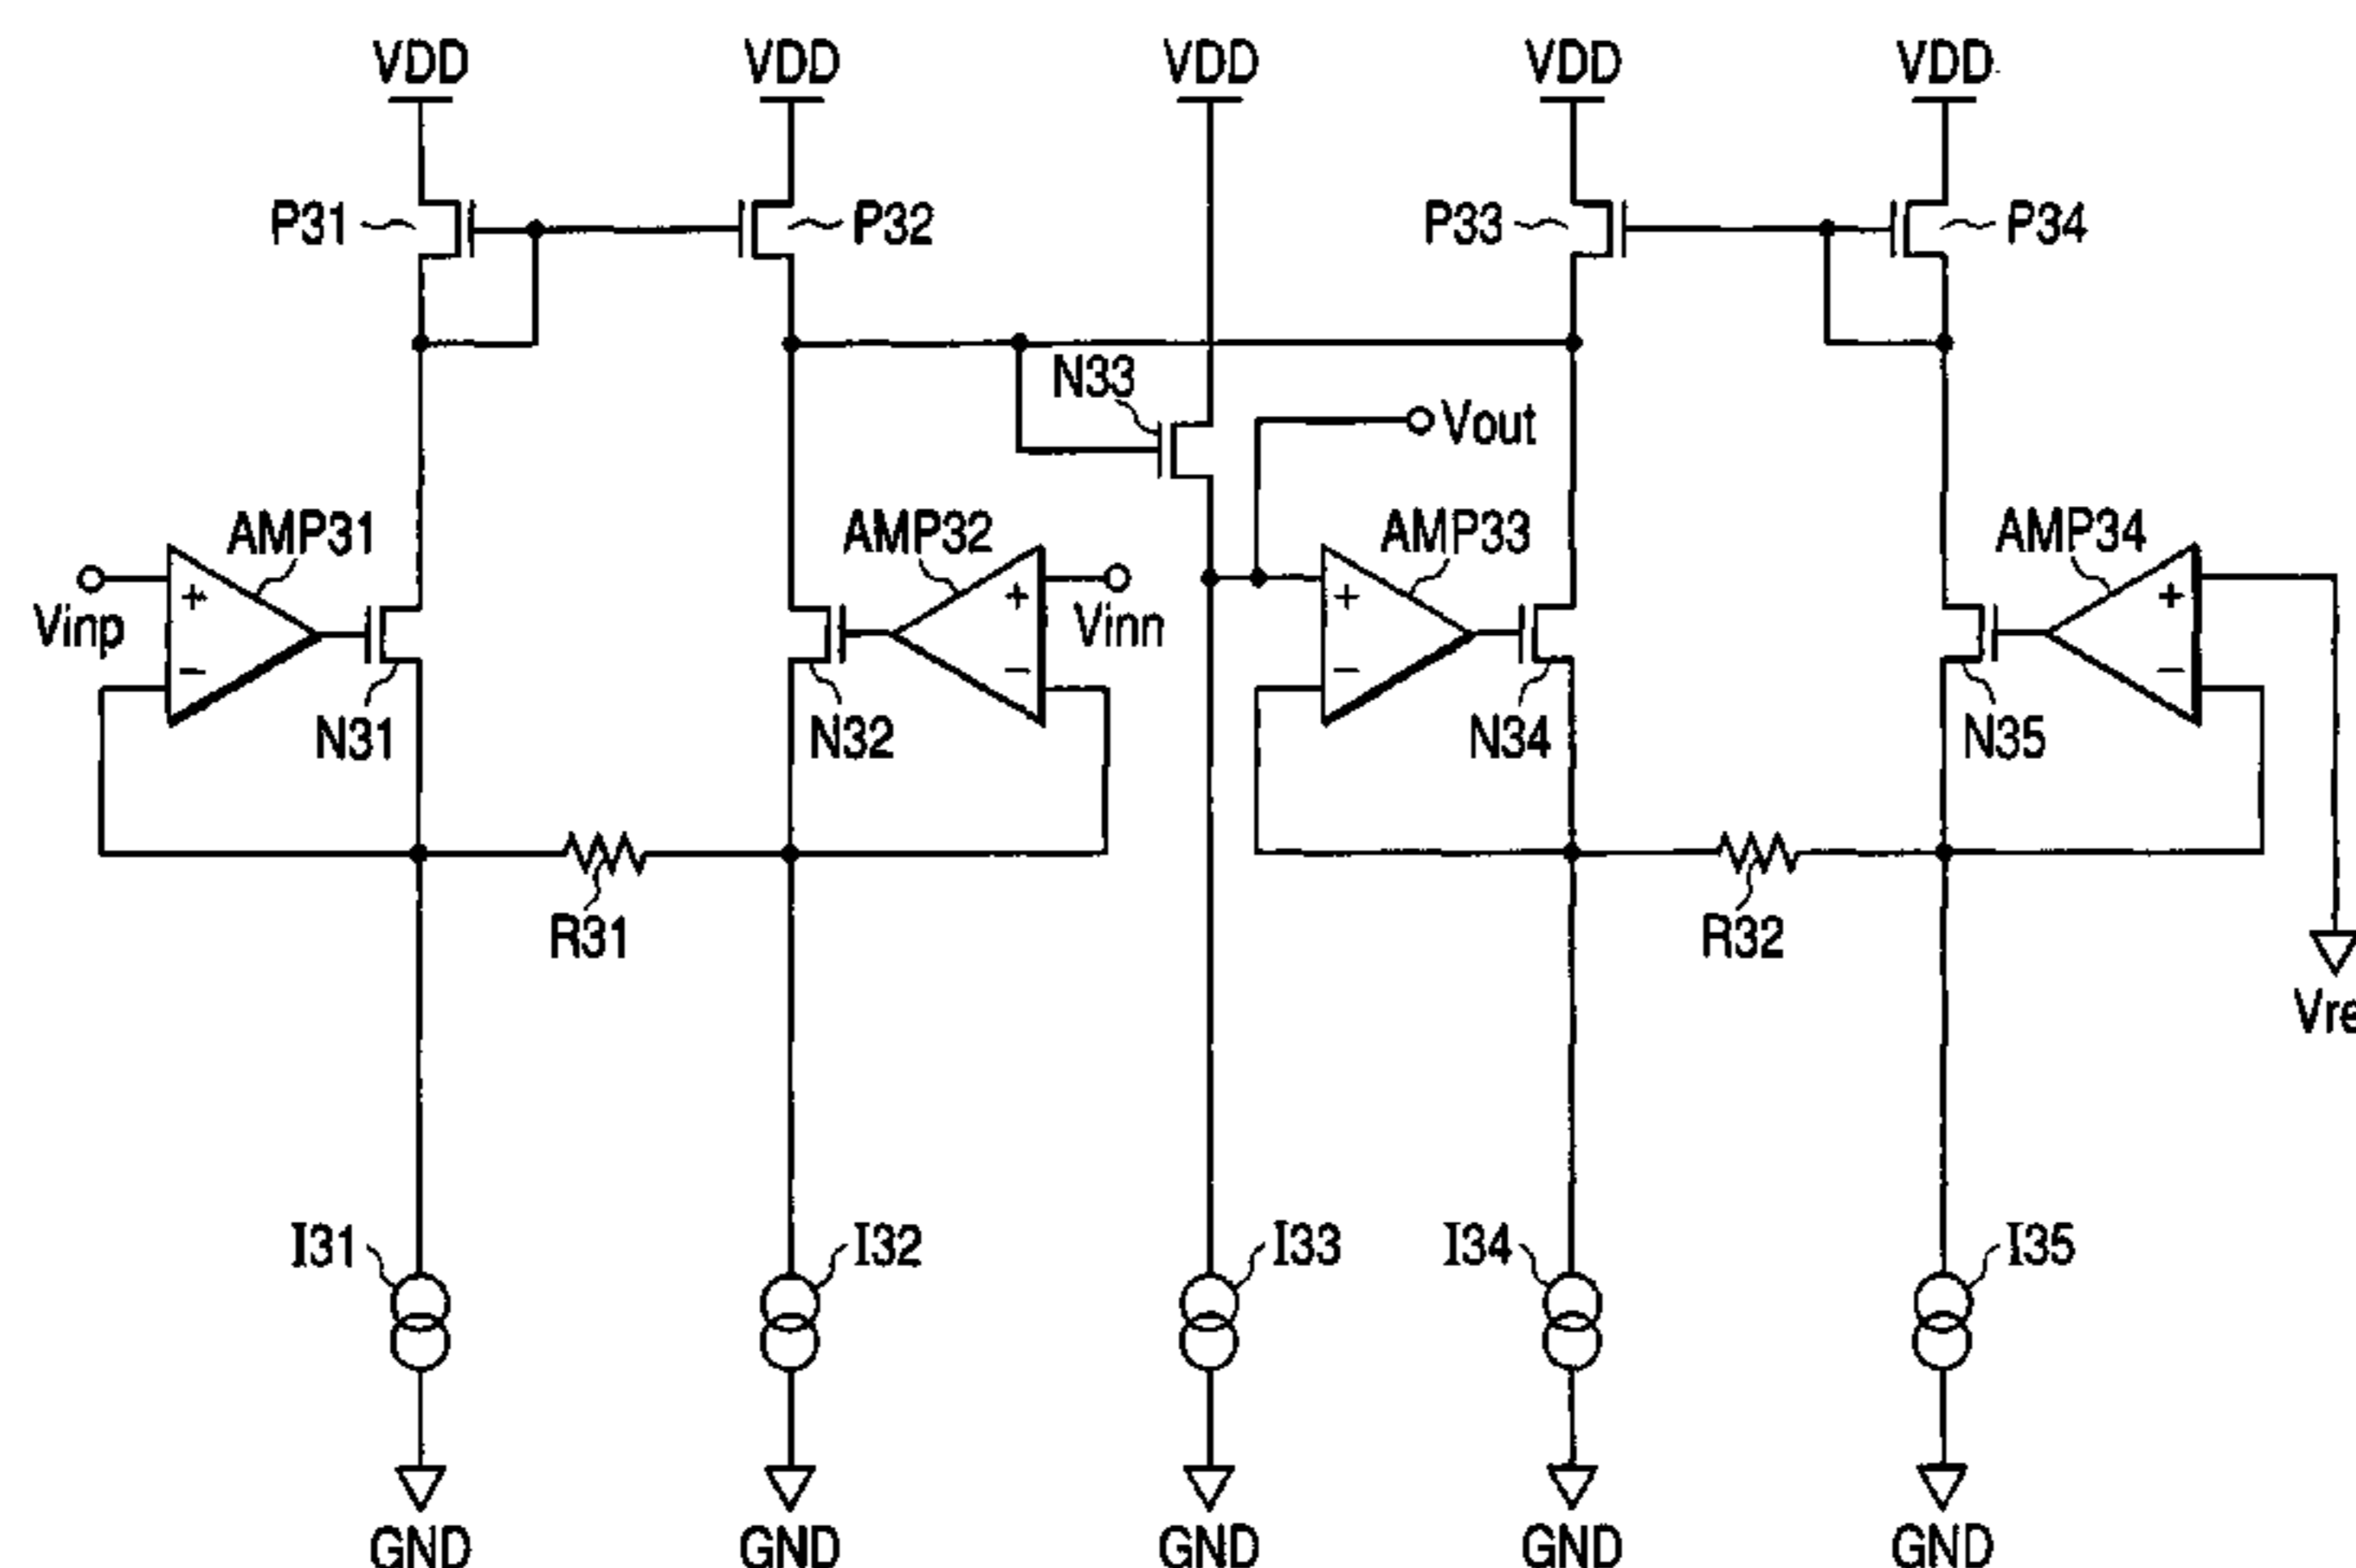 VDD VDD VDD VDD VDD
P31 P32 P33 P34
N33
Vout
AMP31 AMP32 AMP33 AMP34
+ + + +
Vinp Vinn
− − − −
N31 N32 N34 N35
R31 R32
Vre
I31 I32 I33 I34 I35
GND GND GND GND GND